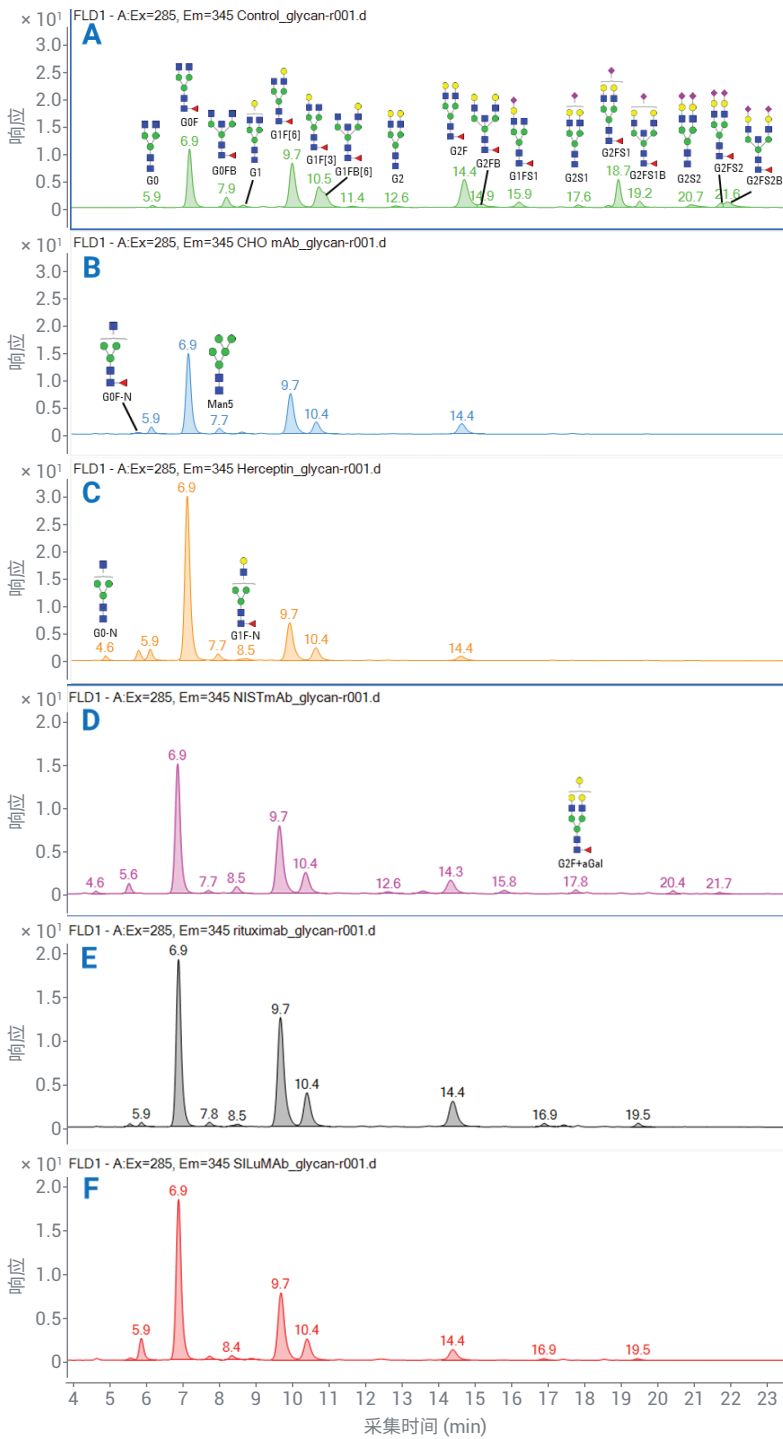 × 10¹ FLD1 - A:Ex=285, Em=345 Control_glycan-r001.d
A
响应
3.0
2.5
2.0
1.5
1.0
0.5
0.0
G0
G0F
G0FB
G1
G1F[6]
G1F[3]
G1FB[6]
G2
G2F
G2FB
G1FS1
G2S1
G2FS1
G2FS1B
G2S2
G2FS2
G2FS2B
5.9 6.9 7.9 9.7 10.5 11.4 12.6 14.4 14.9 15.9 17.6 18.7 19.2 20.7 21.6
× 10¹ FLD1 - A:Ex=285, Em=345 CHO mAb_glycan-r001.d
B
响应
3.0
2.5
2.0
1.5
1.0
0.5
0
G0F-N
Man5
5.9 6.9 7.7 9.7 10.4 14.4
× 10¹ FLD1 - A:Ex=285, Em=345 Herceptin_glycan-r001.d
C
响应
3.0
2.5
2.0
1.5
1.0
0.5
0
G0-N
G1F-N
4.6 5.9 7.7 8.5 9.7 10.4 14.4
× 10¹ FLD1 - A:Ex=285, Em=345 NISTmAb_glycan-r001.d
D
响应
2.0
1.5
1.0
0.5
0
G2F+aGal
4.6 5.6 6.9 7.7 8.5 9.7 10.4 12.6 14.3 15.8 17.8 20.4 21.7
× 10¹ FLD1 - A:Ex=285, Em=345 rituximab_glycan-r001.d
E
响应
2.0
1.5
1.0
0.5
0
5.9 6.9 7.8 8.5 9.7 10.4 14.4 16.9 19.5
× 10¹ FLD1 - A:Ex=285, Em=345 SILuMAb_glycan-r001.d
F
响应
2.0
1.5
1.0
0.5
0
5.9 6.9 8.4 9.7 10.4 14.4 16.9 19.5
4 5 6 7 8 9 10 11 12 13 14 15 16 17 18 19 20 21 22 23
采集时间 (min)